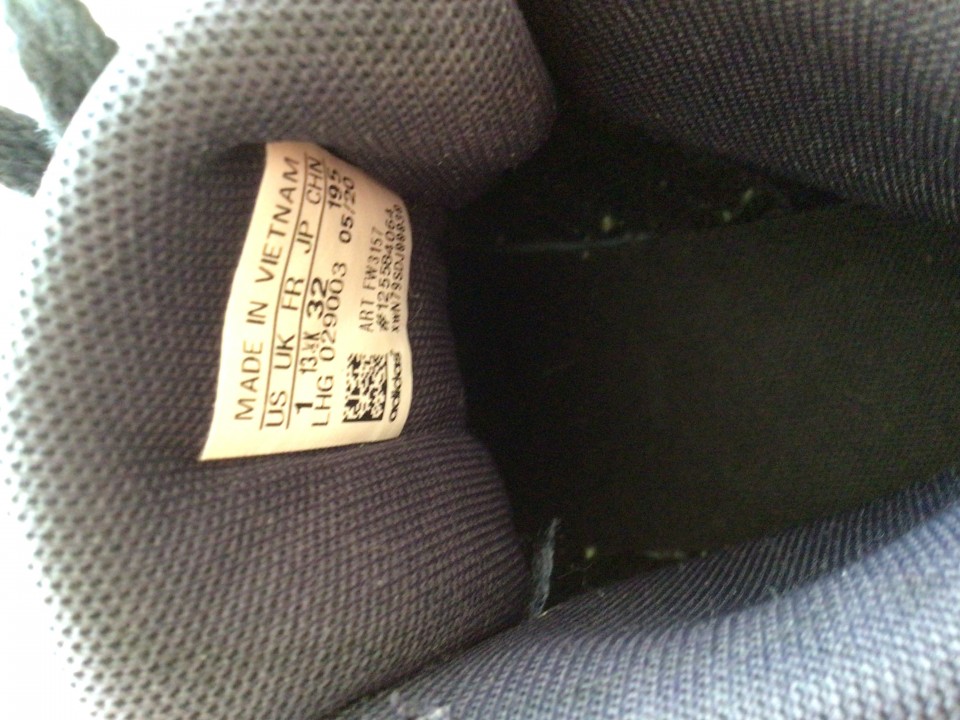 MADE IN VIETNAM
US UK FR JP CHN
1 13½K 32 195
LHG 029003 05/20
ART FW3157
#125584064
adidas